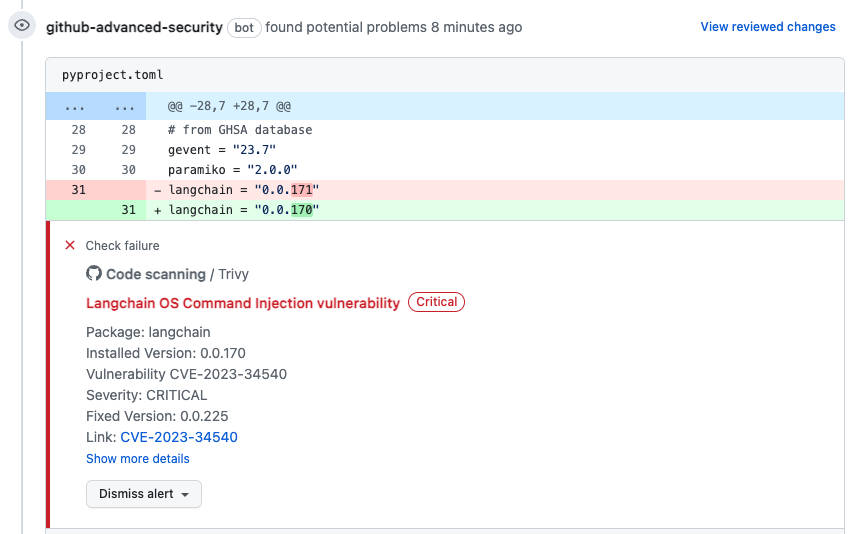 github-advanced-security bot found potential problems 8 minutes ago View reviewed changes
pyproject.toml
... ... @@ -28,7 +28,7 @@
28 28 # from GHSA database
29 29 gevent = "23.7"
30 30 paramiko = "2.0.0"
31 - langchain = "0.0.171"
31 + langchain = "0.0.170"
Check failure
Code scanning / Trivy
Langchain OS Command Injection vulnerability Critical
Package: langchain
Installed Version: 0.0.170
Vulnerability CVE-2023-34540
Severity: CRITICAL
Fixed Version: 0.0.225
Link: CVE-2023-34540
Show more details
Dismiss alert